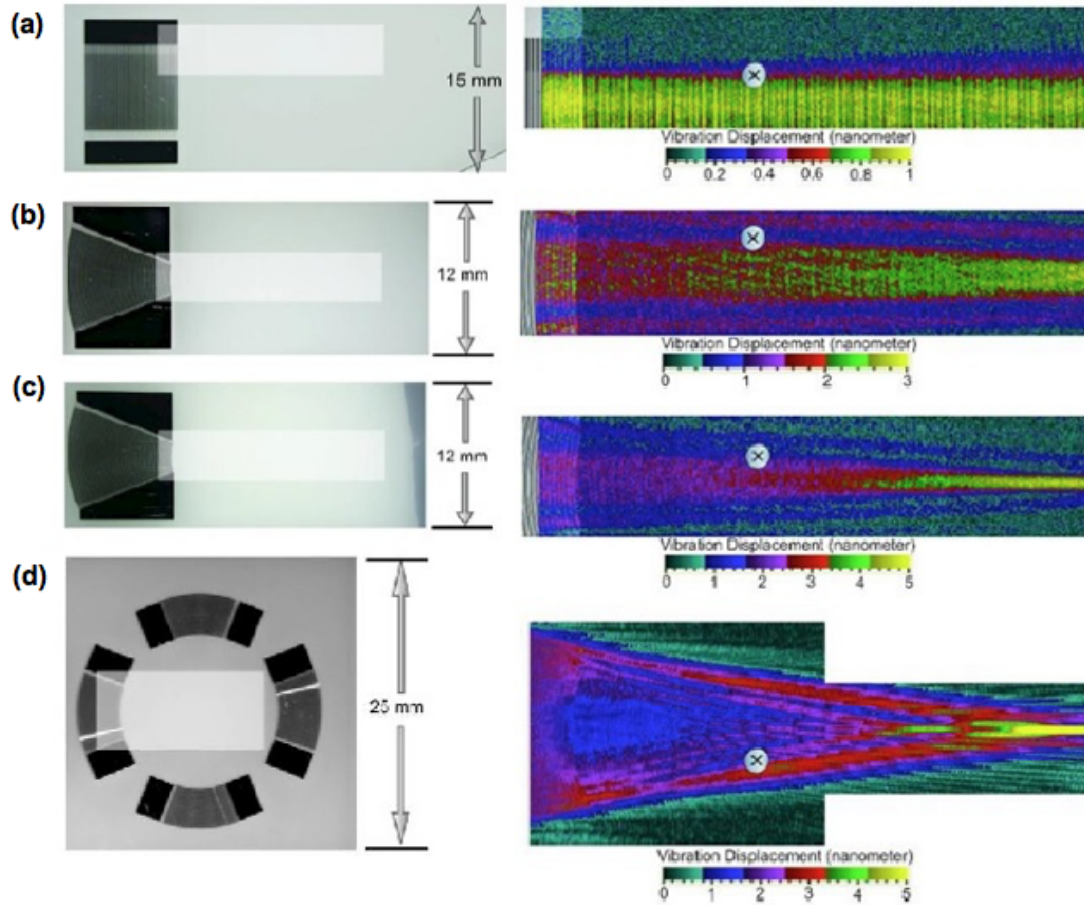 (a)
15 mm
Vibration Displacement (nanometer)
0 0.2 0.4 0.6 0.8 1
(b)
12 mm
Vibration Displacement (nanometer)
0 1 2 3
(c)
12 mm
Vibration Displacement (nanometer)
0 1 2 3 4 5
(d)
25 mm
Vibration Displacement (nanometer)
0 1 2 3 4 5